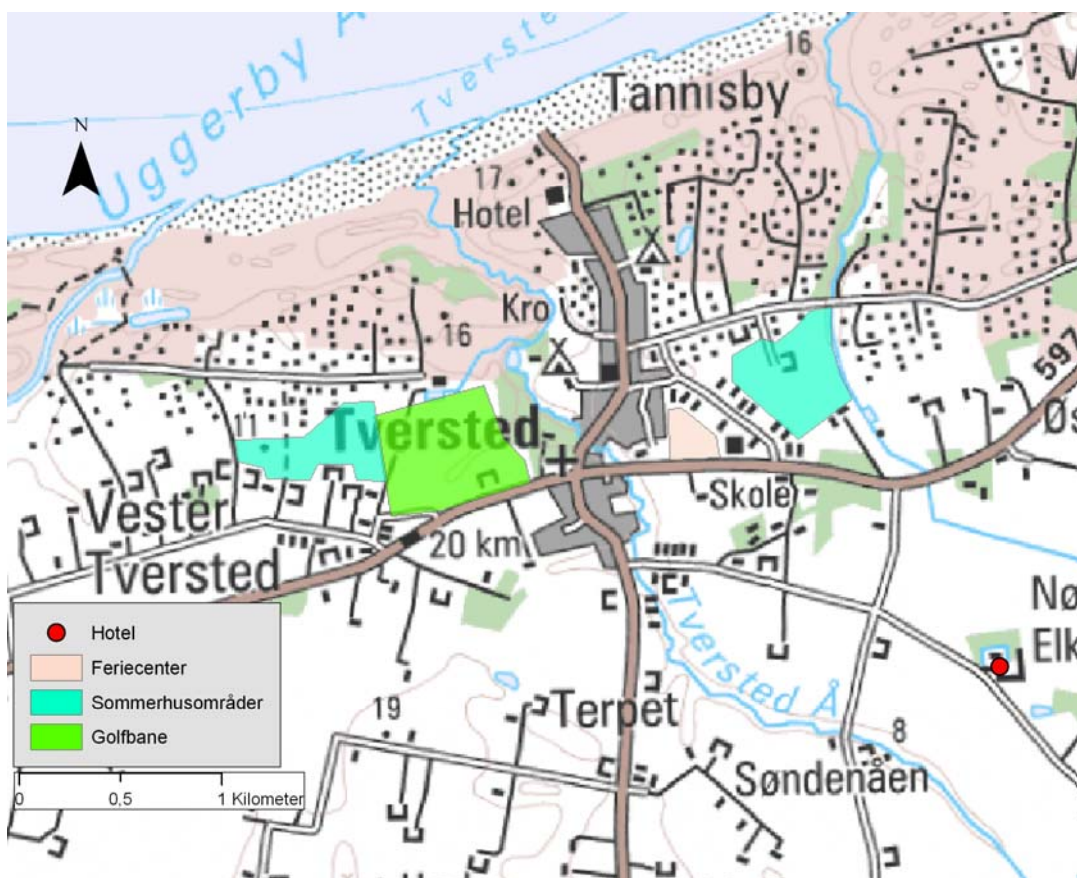 16
Tannisby
Uggerby Å
Tversted
N
17
Hotel
Kro
16
597
11
Tversted
Skole
Vester
Tversted
20 km
Tversted Å
Terpet
19
8
Søndenåen
Hotel
Feriecenter
Sommerhusområder
Golfbane
0 0,5 1 Kilometer